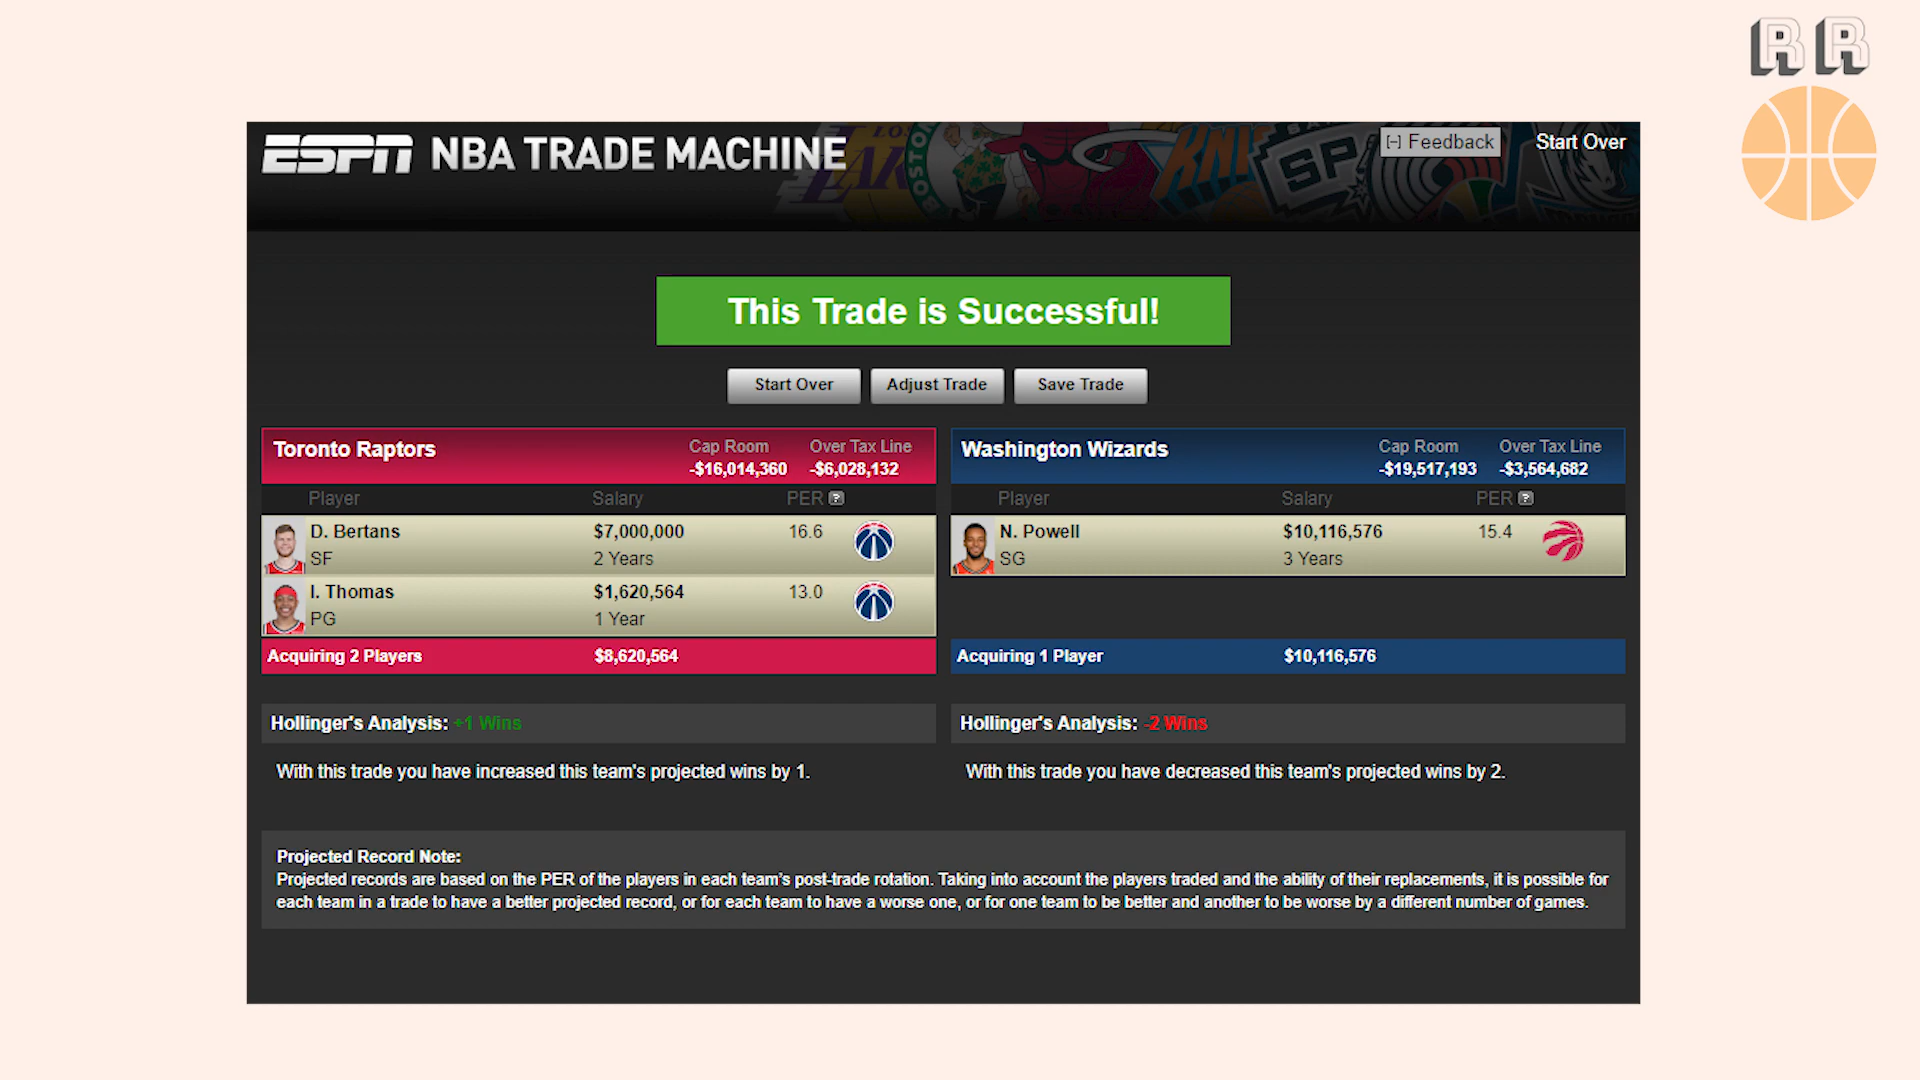 R R
ESPN NBA TRADE MACHINE
[-] Feedback
Start Over
This Trade is Successful!
Start Over
Adjust Trade
Save Trade
Toronto Raptors
Cap Room
Over Tax Line
-$16,014,360
-$6,028,132
Player
Salary
PER ?
D. Bertans
$7,000,000
16.6
SF
2 Years
I. Thomas
$1,620,564
13.0
PG
1 Year
Acquiring 2 Players
$8,620,564
Hollinger's Analysis: +1 Wins
With this trade you have increased this team's projected wins by 1.
Washington Wizards
Cap Room
Over Tax Line
-$19,517,193
-$3,564,682
Player
Salary
PER ?
N. Powell
$10,116,576
15.4
SG
3 Years
Acquiring 1 Player
$10,116,576
Hollinger's Analysis: -2 Wins
With this trade you have decreased this team's projected wins by 2.
Projected Record Note:
Projected records are based on the PER of the players in each team's post-trade rotation. Taking into account the players traded and the ability of their replacements, it is possible for
each team in a trade to have a better projected record, or for each team to have a worse one, or for one team to be better and another to be worse by a different number of games.